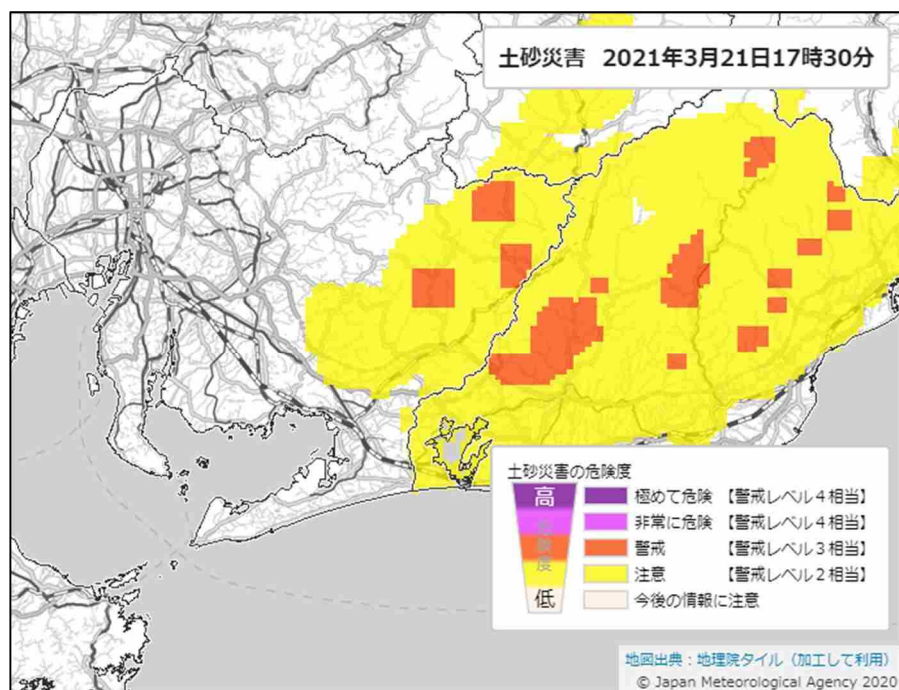 土砂災害 2021年3月21日17時30分
土砂災害の危険度
高
危険度
低
極めて危険 【警戒レベル4相当】
非常に危険 【警戒レベル4相当】
警戒 【警戒レベル3相当】
注意 【警戒レベル2相当】
今後の情報に注意
地図出典：地理院タイル（加工して利用）
© Japan Meteorological Agency 2020